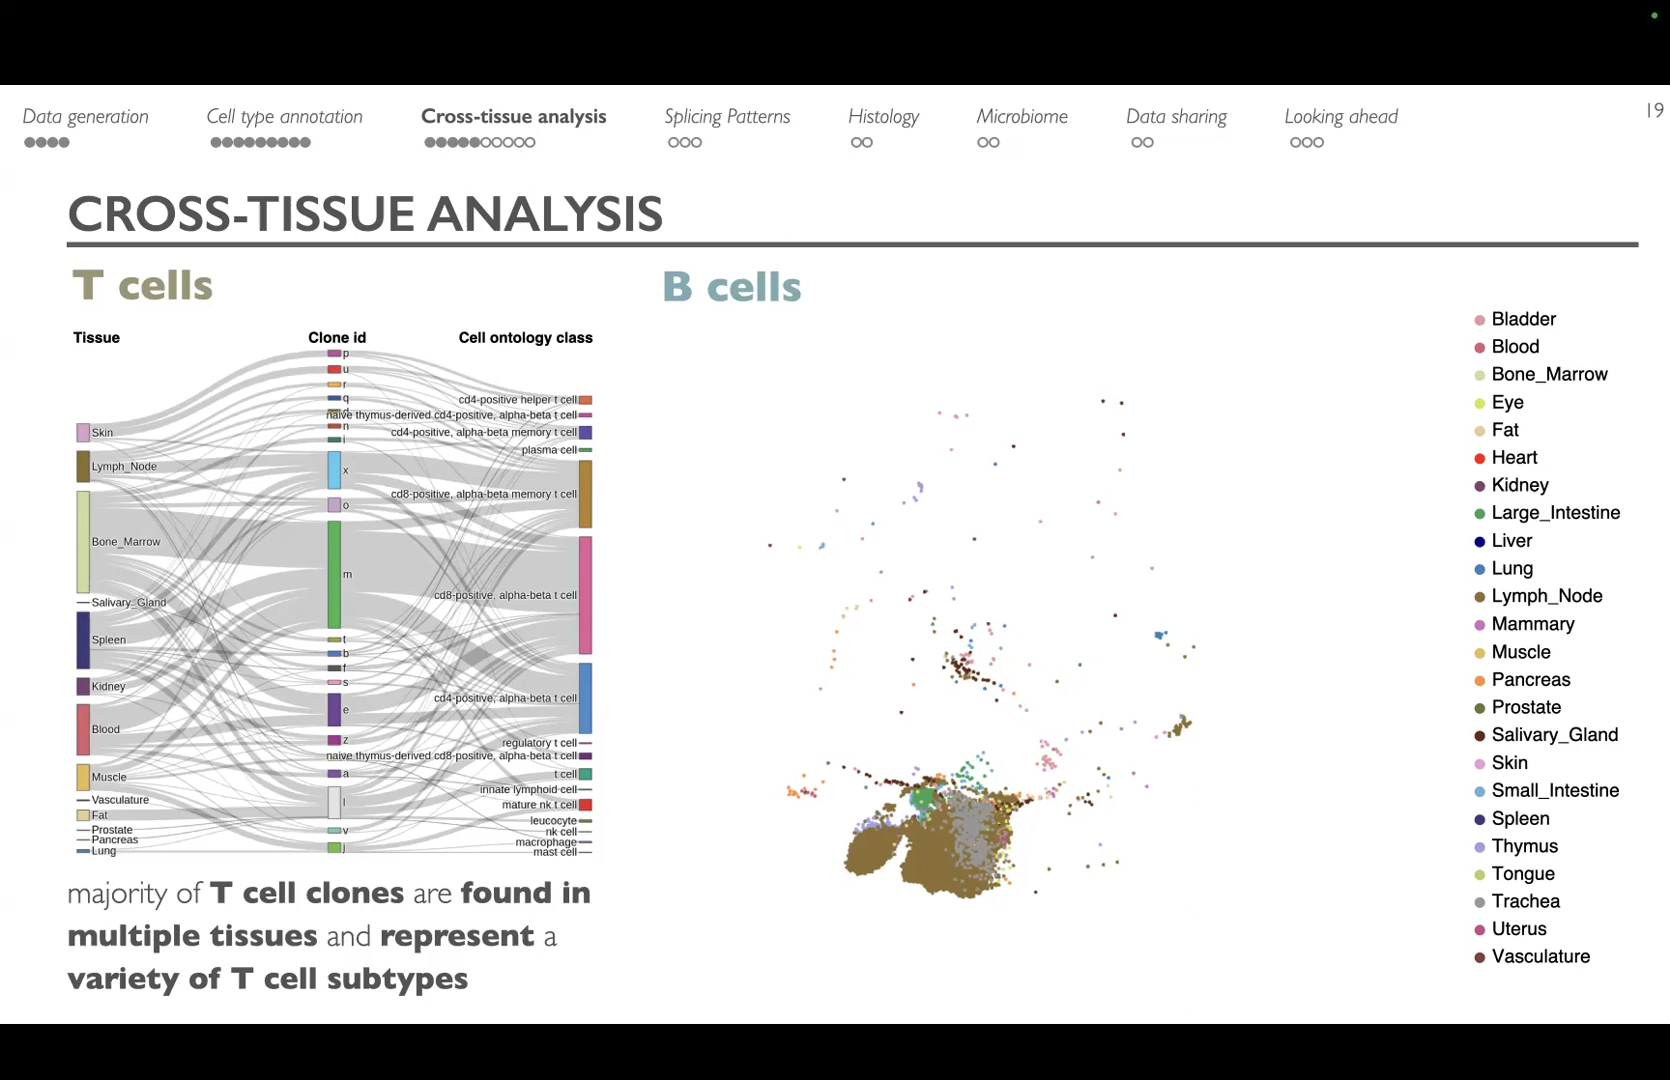 Data generation
Cell type annotation
Cross-tissue analysis
Splicing Patterns
Histology
Microbiome
Data sharing
Looking ahead
19
CROSS-TISSUE ANALYSIS
T cells
B cells
Tissue
Clone id
Cell ontology class
Skin
Lymph_Node
Bone_Marrow
Salivary_Gland
Spleen
Kidney
Blood
Muscle
Vasculature
Fat
Prostate
Pancreas
Lung
p
u
r
q
n
x
o
m
t
b
f
s
e
z
a
v
j
cd4-positive helper t cell
naive thymus-derived cd4-positive, alpha-beta t cell
cd4-positive, alpha-beta memory t cell
plasma cell
cd8-positive, alpha-beta memory t cell
cd8-positive, alpha-beta t cell
cd4-positive, alpha-beta t cell
regulatory t cell
naive thymus-derived cd8-positive, alpha-beta t cell
t cell
innate lymphoid cell
mature nk t cell
leucocyte
nk cell
macrophage
mast cell
majority of T cell clones are found in
multiple tissues and represent a
variety of T cell subtypes
Bladder
Blood
Bone_Marrow
Eye
Fat
Heart
Kidney
Large_Intestine
Liver
Lung
Lymph_Node
Mammary
Muscle
Pancreas
Prostate
Salivary_Gland
Skin
Small_Intestine
Spleen
Thymus
Tongue
Trachea
Uterus
Vasculature